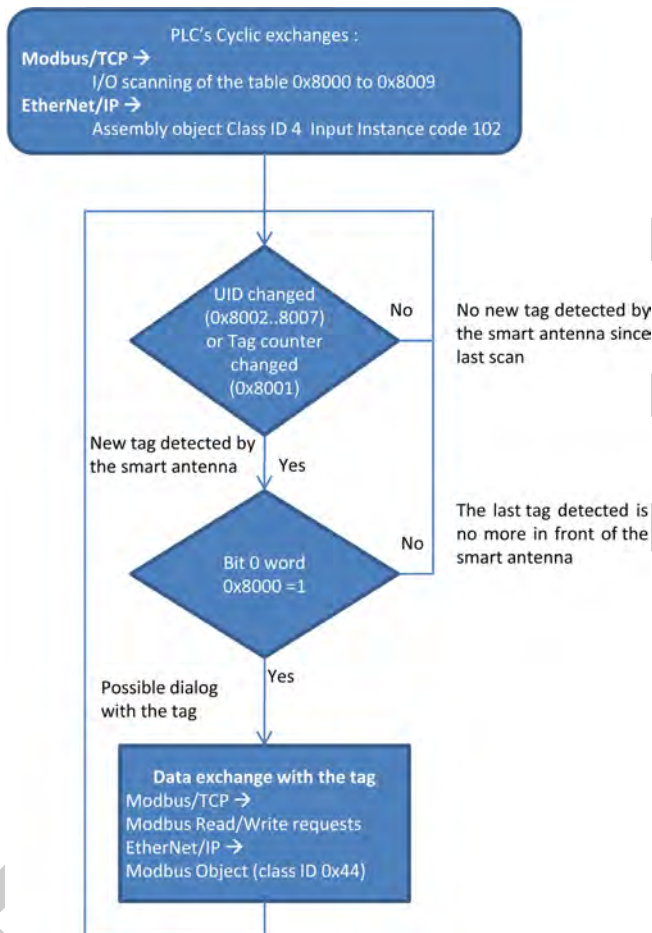 PLC's Cyclic exchanges :
Modbus/TCP →
I/O scanning of the table 0x8000 to 0x8009
EtherNet/IP →
Assembly object Class ID 4 Input Instance code 102
UID changed
(0x8002..8007)
or Tag counter
changed
(0x8001)
No
No new tag detected by
the smart antenna since
last scan
New tag detected by
the smart antenna
Yes
Bit 0 word
0x8000 =1
No
The last tag detected is
no more in front of the
smart antenna
Yes
Possible dialog
with the tag
Data exchange with the tag
Modbus/TCP →
Modbus Read/Write requests
EtherNet/IP →
Modbus Object (class ID 0x44)